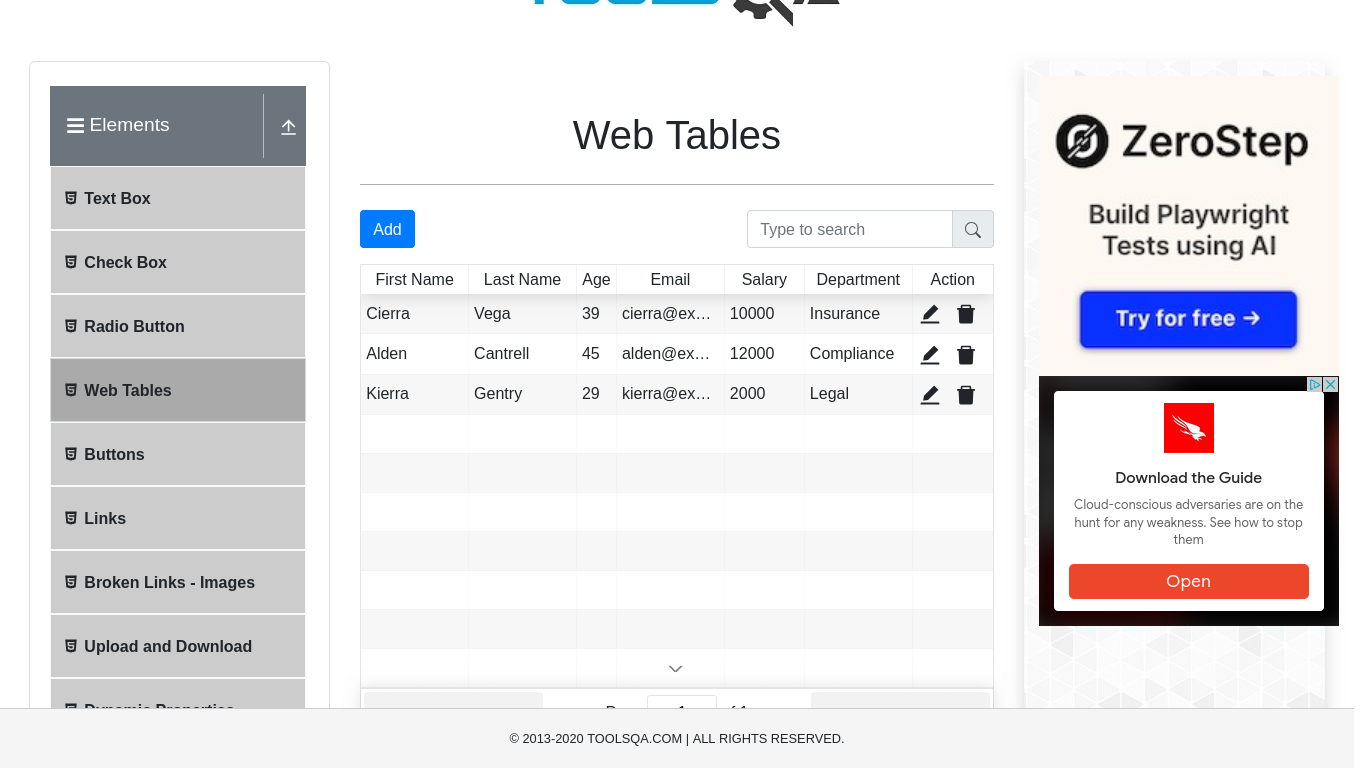 Elements
Text Box
Check Box
Radio Button
Web Tables
Buttons
Links
Broken Links - Images
Upload and Download
Dynamic Properties
Web Tables
Add
Type to search
First Name Last Name Age Email Salary Department Action
Cierra Vega 39 cierra@ex… 10000 Insurance
Alden Cantrell 45 alden@ex… 12000 Compliance
Kierra Gentry 29 kierra@ex… 2000 Legal
ZeroStep
Build Playwright
Tests using AI
Try for free →
Download the Guide
Cloud-conscious adversaries are on the
hunt for any weakness. See how to stop
them
Open
© 2013-2020 TOOLSQA.COM | ALL RIGHTS RESERVED.